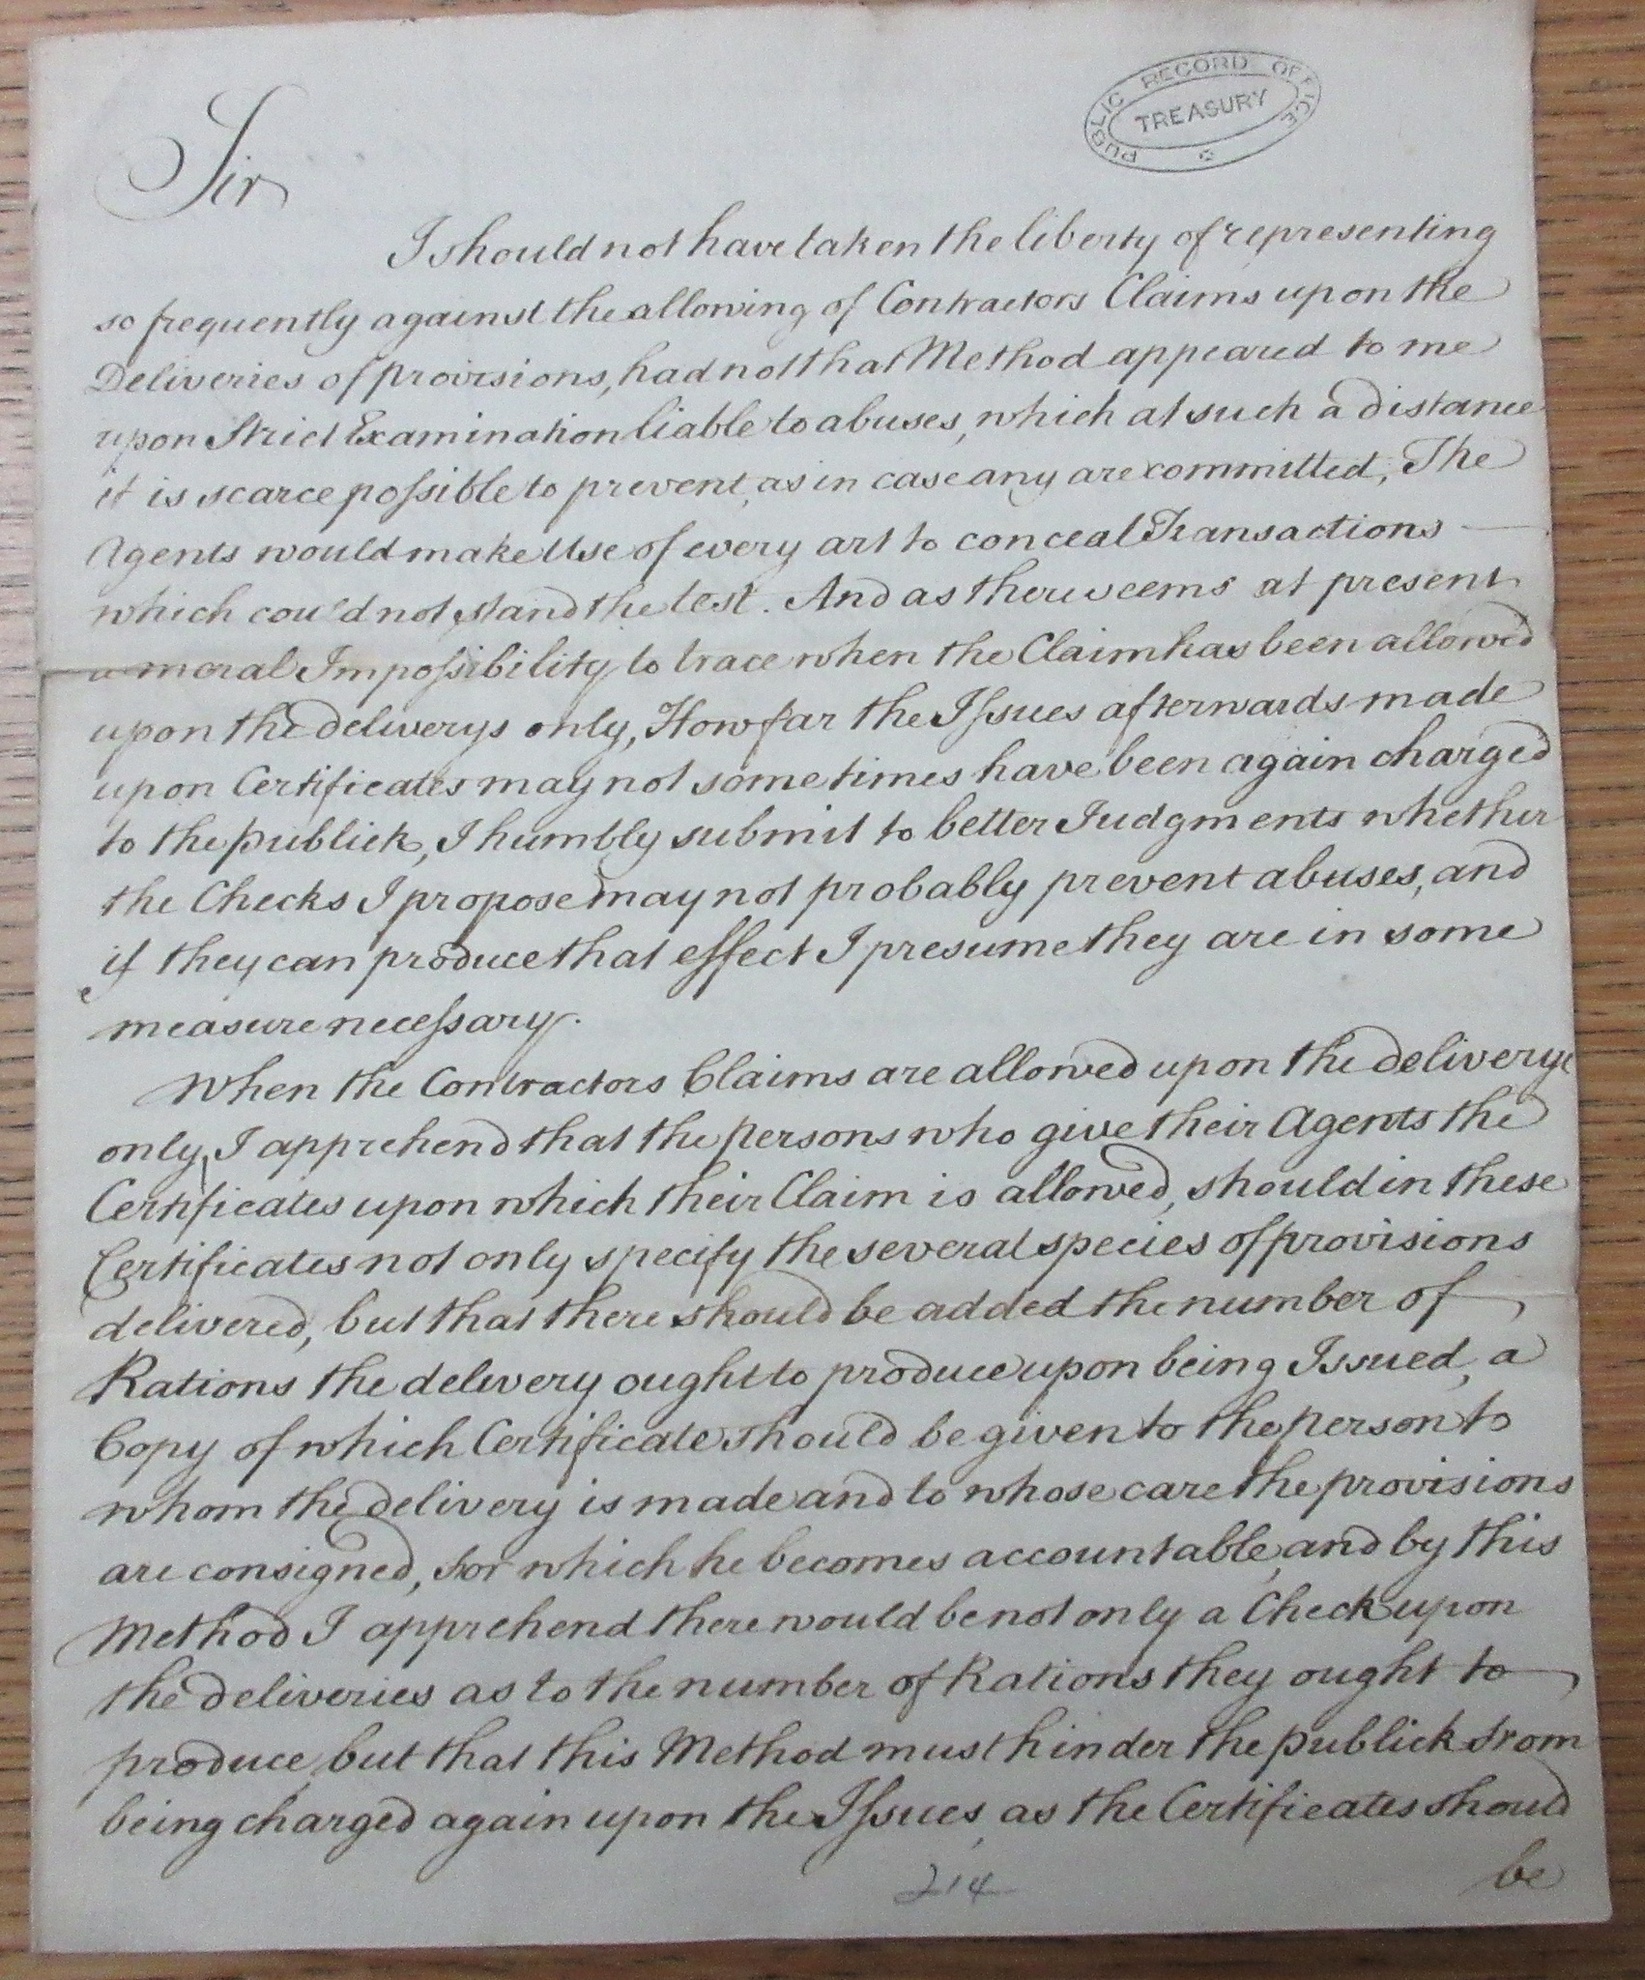 PUBLIC RECORD OFFICE
TREASURY
Sir
I should not have taken the liberty of representing
so frequently against the allowing of Contractors Claims upon the
Deliveries of provisions, had not that Method appeared to me
upon Strict Examination liable to abuses, which at such a distance
it is scarce possible to prevent, as in case any are committed, The
Agents would make Use of every art to conceal Transactions
which could not stand the test. And as there seems at present
a moral Impossibility to trace when the Claim has been allowed
upon the deliverys only, How far the Issues afterwards made
upon Certificates may not sometimes have been again charged
to the publick, I humbly submit to better Judgments whether
the Checks I propose may not probably prevent abuses, and
if they can produce that effect I presume they are in some
measure necessary.
When the Contractors Claims are allowed upon the deliverys
only, I apprehend that the persons who give their Agents the
Certificates upon which their Claim is allowed, should in these
Certificates not only specify the several species of provisions
delivered, but that there should be added the number of
Rations the delivery ought to produce upon being Issued, a
Copy of which Certificate should be given to the person to
whom the delivery is made and to whose care the provisions
are consigned, for which he becomes accountable, and by this
Method I apprehend there would be not only a Check upon
the deliveries as to the number of Rations they ought to
produce, but that this Method must hinder the publick from
being charged again upon the Issues, as the Certificates should
be
214